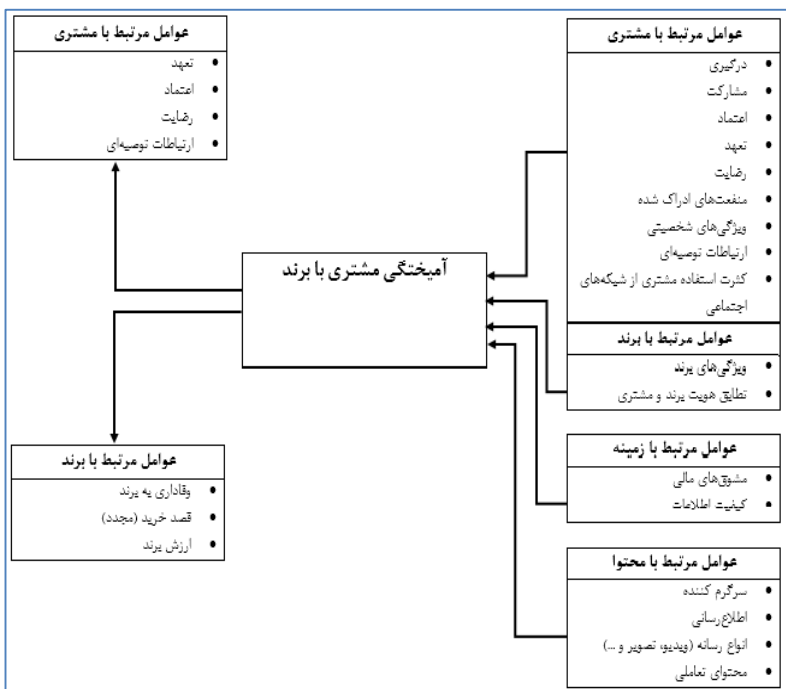 عوامل مرتبط با مشتری
• درگیری
• مشارکت
• اعتماد
• تعهد
• رضایت
• منفعت‌های ادراک شده
• ویژگی‌های شخصیتی
• ارتباطات توصیه‌ای
• کثرت استفاده مشتری از شبکه‌های
اجتماعی
عوامل مرتبط با برند
• ویژگی‌های برند
• تطابق هویت برند و مشتری
عوامل مرتبط با زمینه
• مشوق‌های مالی
• کیفیت اطلاعات
عوامل مرتبط با محتوا
• سرگرم کننده
• اطلاع‌رسانی
• انواع رسانه (ویدیو، تصویر و ...)
• محتوای تعاملی
آمیختگی مشتری با برند
عوامل مرتبط با مشتری
• تعهد
• اعتماد
• رضایت
• ارتباطات توصیه‌ای
عوامل مرتبط با برند
• وفاداری به برند
• قصد خرید (مجدد)
• ارزش برند